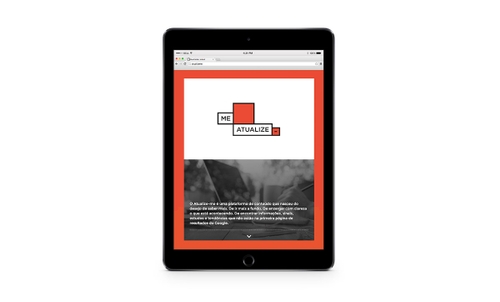 ME
ATUALIZE
O Atualize-me é uma plataforma de conteúdo que nasceu do
desejo de saber mais. De ir mais a fundo. De enxergar com clareza
o que está acontecendo. De encontrar informações, sinais,
estudos e tendências que não estão na primeira página de
resultados do Google.